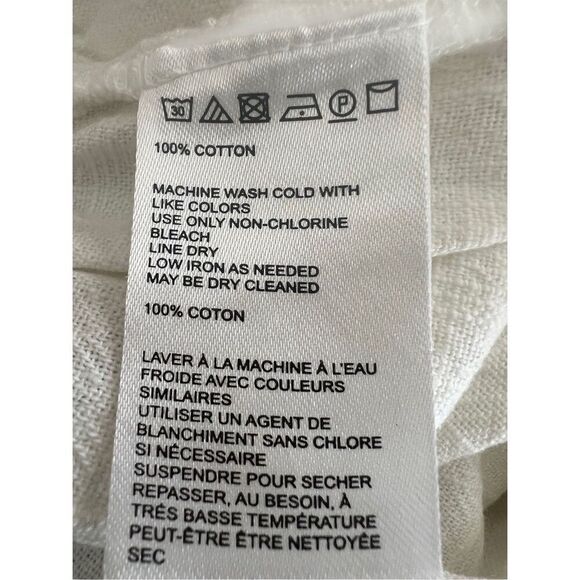 30 P
100% COTTON
MACHINE WASH COLD WITH
LIKE COLORS
USE ONLY NON-CHLORINE
BLEACH
LINE DRY
LOW IRON AS NEEDED
MAY BE DRY CLEANED
100% COTON
LAVER À LA MACHINE À L'EAU
FROIDE AVEC COULEURS
SIMILAIRES
UTILISER UN AGENT DE
BLANCHIMENT SANS CHLORE
SI NÉCESSAIRE
SUSPENDRE POUR SECHER
REPASSER, AU BESOIN, À
TRÉS BASSE TEMPÉRATURE
PEUT-ÊTRE ÊTRE NETTOYÉE
SEC